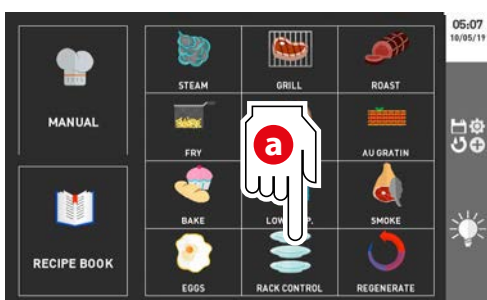 05:07
10/05/19
STEAM
GRILL
ROAST
MANUAL
FRY
AU GRATIN
a
BAKE
SMOKE
RECIPE BOOK
EGGS
RACK CONTROL
REGENERATE